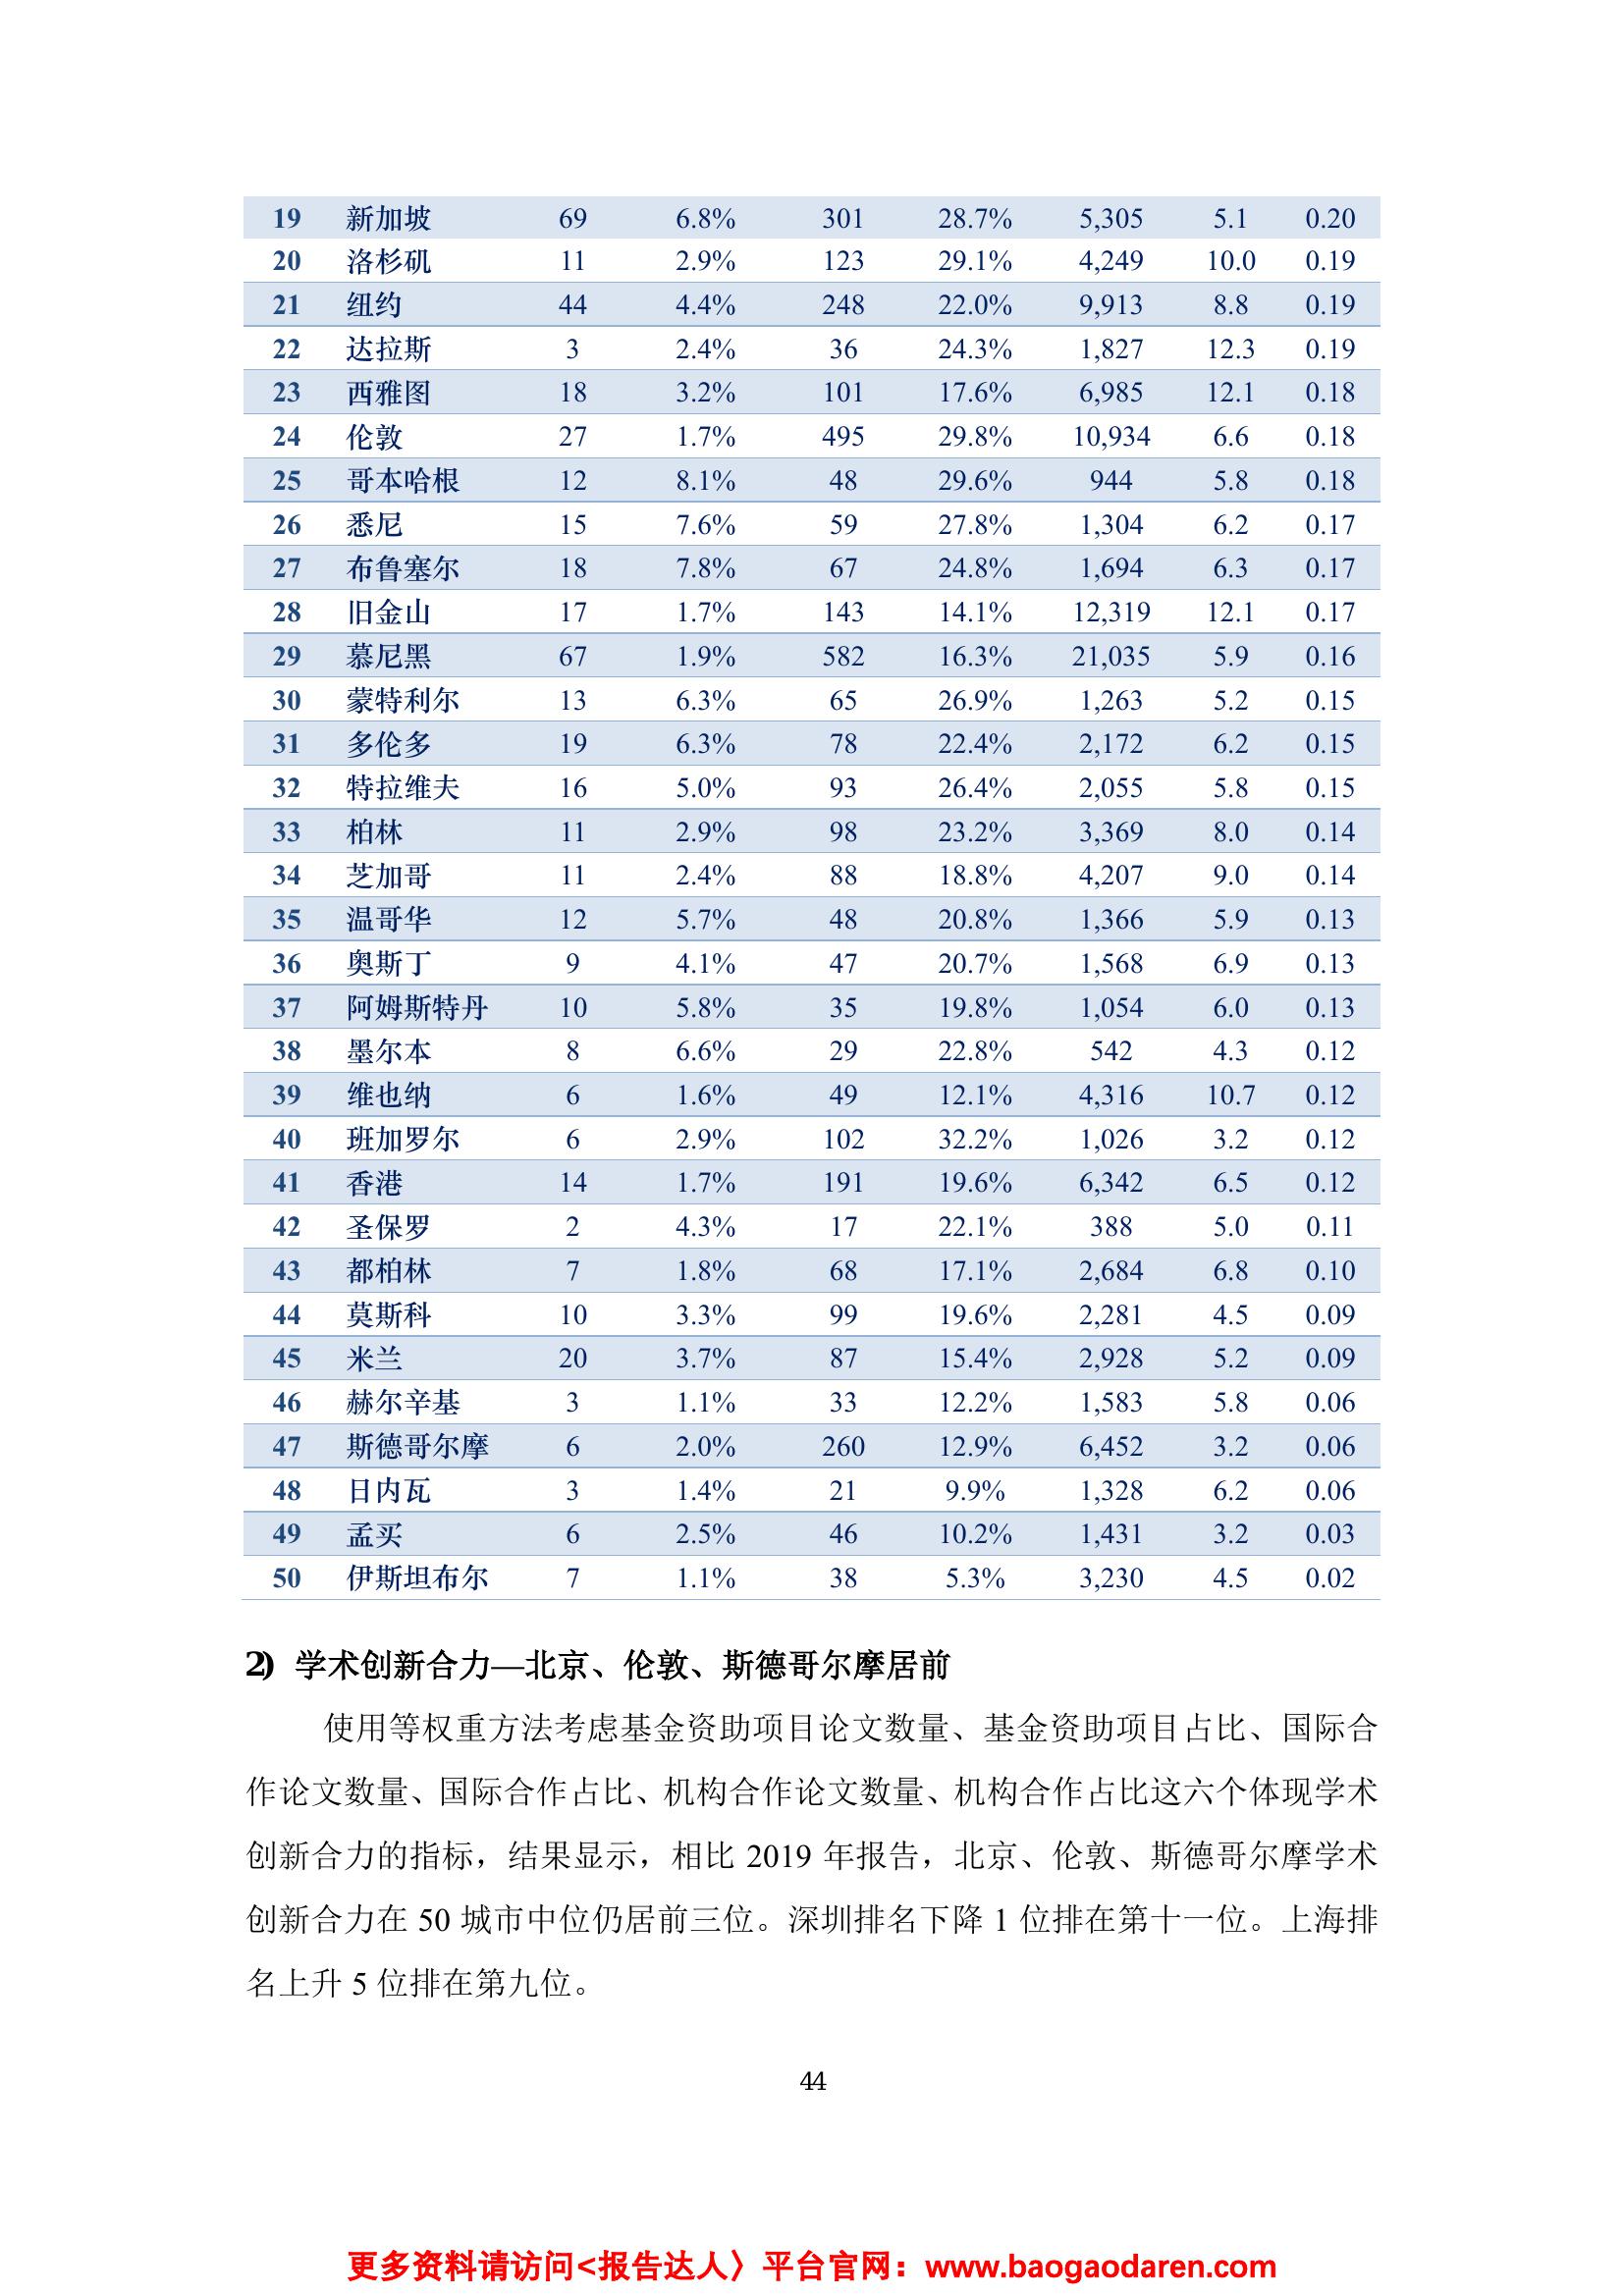 19 新加坡 69 6.8% 301 28.7% 5,305 5.1 0.20
20 洛杉矶 11 2.9% 123 29.1% 4,249 10.0 0.19
21 纽约 44 4.4% 248 22.0% 9,913 8.8 0.19
22 达拉斯 3 2.4% 36 24.3% 1,827 12.3 0.19
23 西雅图 18 3.2% 101 17.6% 6,985 12.1 0.18
24 伦敦 27 1.7% 495 29.8% 10,934 6.6 0.18
25 哥本哈根 12 8.1% 48 29.6% 944 5.8 0.18
26 悉尼 15 7.6% 59 27.8% 1,304 6.2 0.17
27 布鲁塞尔 18 7.8% 67 24.8% 1,694 6.3 0.17
28 旧金山 17 1.7% 143 14.1% 12,319 12.1 0.17
29 慕尼黑 67 1.9% 582 16.3% 21,035 5.9 0.16
30 蒙特利尔 13 6.3% 65 26.9% 1,263 5.2 0.15
31 多伦多 19 6.3% 78 22.4% 2,172 6.2 0.15
32 特拉维夫 16 5.0% 93 26.4% 2,055 5.8 0.15
33 柏林 11 2.9% 98 23.2% 3,369 8.0 0.14
34 芝加哥 11 2.4% 88 18.8% 4,207 9.0 0.14
35 温哥华 12 5.7% 48 20.8% 1,366 5.9 0.13
36 奥斯丁 9 4.1% 47 20.7% 1,568 6.9 0.13
37 阿姆斯特丹 10 5.8% 35 19.8% 1,054 6.0 0.13
38 墨尔本 8 6.6% 29 22.8% 542 4.3 0.12
39 维也纳 6 1.6% 49 12.1% 4,316 10.7 0.12
40 班加罗尔 6 2.9% 102 32.2% 1,026 3.2 0.12
41 香港 14 1.7% 191 19.6% 6,342 6.5 0.12
42 圣保罗 2 4.3% 17 22.1% 388 5.0 0.11
43 都柏林 7 1.8% 68 17.1% 2,684 6.8 0.10
44 莫斯科 10 3.3% 99 19.6% 2,281 4.5 0.09
45 米兰 20 3.7% 87 15.4% 2,928 5.2 0.09
46 赫尔辛基 3 1.1% 33 12.2% 1,583 5.8 0.06
47 斯德哥尔摩 6 2.0% 260 12.9% 6,452 3.2 0.06
48 日内瓦 3 1.4% 21 9.9% 1,328 6.2 0.06
49 孟买 6 2.5% 46 10.2% 1,431 3.2 0.03
50 伊斯坦布尔 7 1.1% 38 5.3% 3,230 4.5 0.02
2) 学术创新合力—北京、伦敦、斯德哥尔摩居前
使用等权重方法考虑基金资助项目论文数量、基金资助项目占比、国际合
作论文数量、国际合作占比、机构合作论文数量、机构合作占比这六个体现学术
创新合力的指标，结果显示，相比 2019 年报告，北京、伦敦、斯德哥尔摩学术
创新合力在 50 城市中位仍居前三位。深圳排名下降 1 位排在第十一位。上海排
名上升 5 位排在第九位。
44
更多资料请访问<报告达人〉平台官网：www.baogaodaren.com